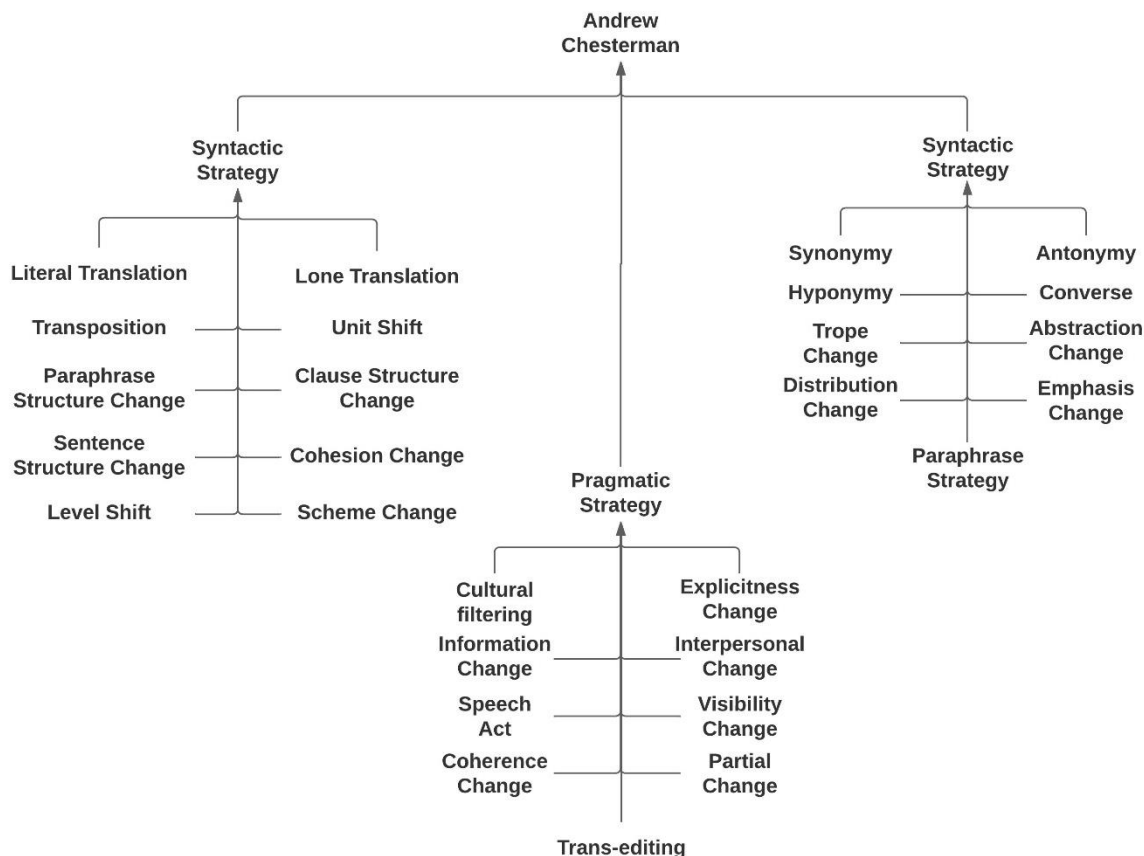 Andrew
Chesterman
Syntactic
Strategy
Literal Translation
Lone Translation
Transposition
Unit Shift
Paraphrase
Structure Change
Clause Structure
Change
Sentence
Structure Change
Cohesion Change
Level Shift
Scheme Change
Pragmatic
Strategy
Cultural
filtering
Explicitness
Change
Information
Change
Interpersonal
Change
Speech
Act
Visibility
Change
Coherence
Change
Partial
Change
Trans-editing
Syntactic
Strategy
Synonymy
Antonymy
Hyponymy
Converse
Trope
Change
Abstraction
Change
Distribution
Change
Emphasis
Change
Paraphrase
Strategy